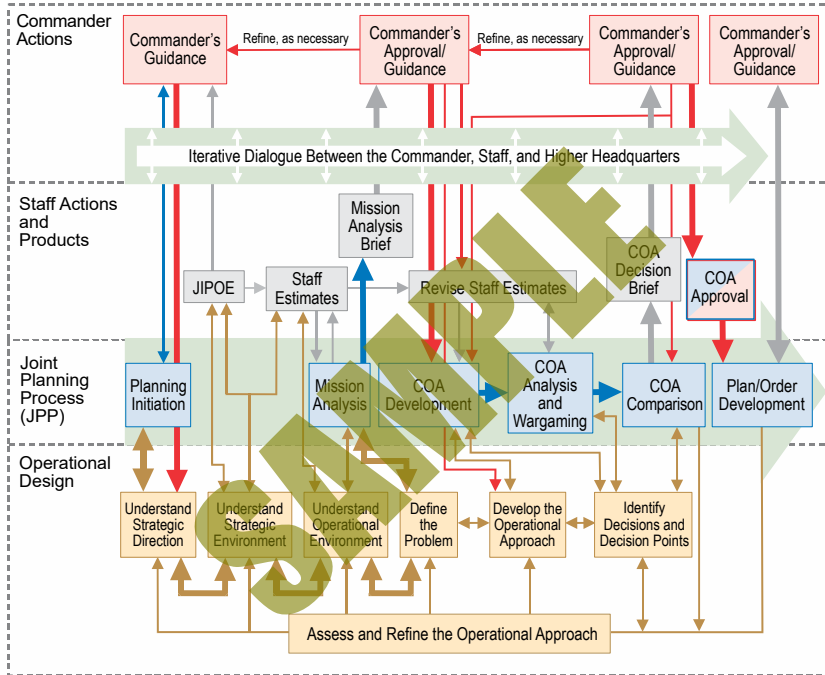 Commander
Actions
Commander's
Guidance
Refine, as necessary
Commander's
Approval/
Guidance
Refine, as necessary
Commander's
Approval/
Guidance
Commander's
Approval/
Guidance
Iterative Dialogue Between the Commander, Staff, and Higher Headquarters
Staff Actions
and
Products
Mission
Analysis
Brief
JIPOE
Staff
Estimates
Revise Staff Estimates
COA
Decision
Brief
COA
Approval
Joint
Planning
Process
(JPP)
Planning
Initiation
Mission
Analysis
COA
Development
COA
Analysis
and
Wargaming
COA
Comparison
Plan/Order
Development
Operational
Design
Understand
Strategic
Direction
Understand
Strategic
Environment
Understand
Operational
Environment
Define
the
Problem
Develop the
Operational
Approach
Identify
Decisions and
Decision Points
Assess and Refine the Operational Approach
SAMPLE